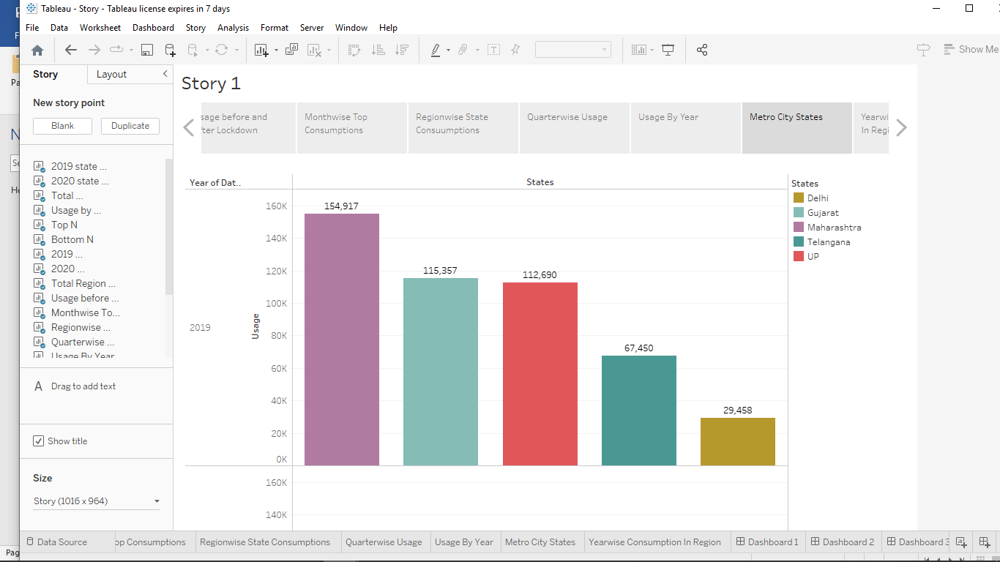 Tableau - Story - Tableau license expires in 7 days
File Data Worksheet Dashboard Story Analysis Format Server Window Help
Show Me
Story Layout
New story point
Blank Duplicate
2019 state ...
2020 state ...
Total ...
Usage by ...
Top N
Bottom N
2019 ...
2020 ...
Total Region ...
Usage before ...
Monthwise To...
Regionwise ...
Quarterwise ...
Usage By Year
A Drag to add text
Show title
Size
Story (1016 x 964)
Story 1
sage before and
fter Lockdown
Monthwise Top
Consumptions
Regionwise State
Consuumptions
Quarterwise Usage
Usage By Year
Metro City States
Yearwi
In Regi
Year of Dat..
States
160K
140K
120K
100K
80K
60K
40K
20K
0K
160K
140K
2019
Usage
154,917
115,357
112,690
67,450
29,458
States
Delhi
Gujarat
Maharashtra
Telangana
UP
Data Source
op Consumptions
Regionwise State Consumptions
Quarterwise Usage
Usage By Year
Metro City States
Yearwise Consumption In Region
Dashboard 1
Dashboard 2
Dashboard 3
Pa
N
Se
He
Pag